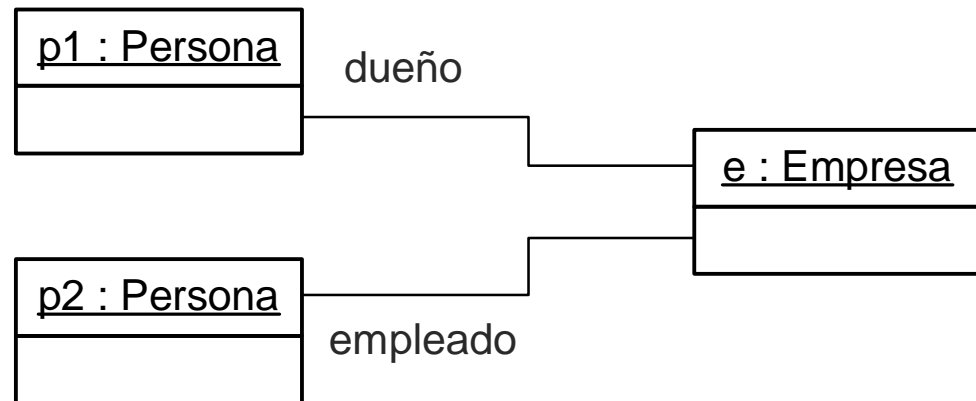 p1 : Persona
dueño
e : Empresa
p2 : Persona
empleado